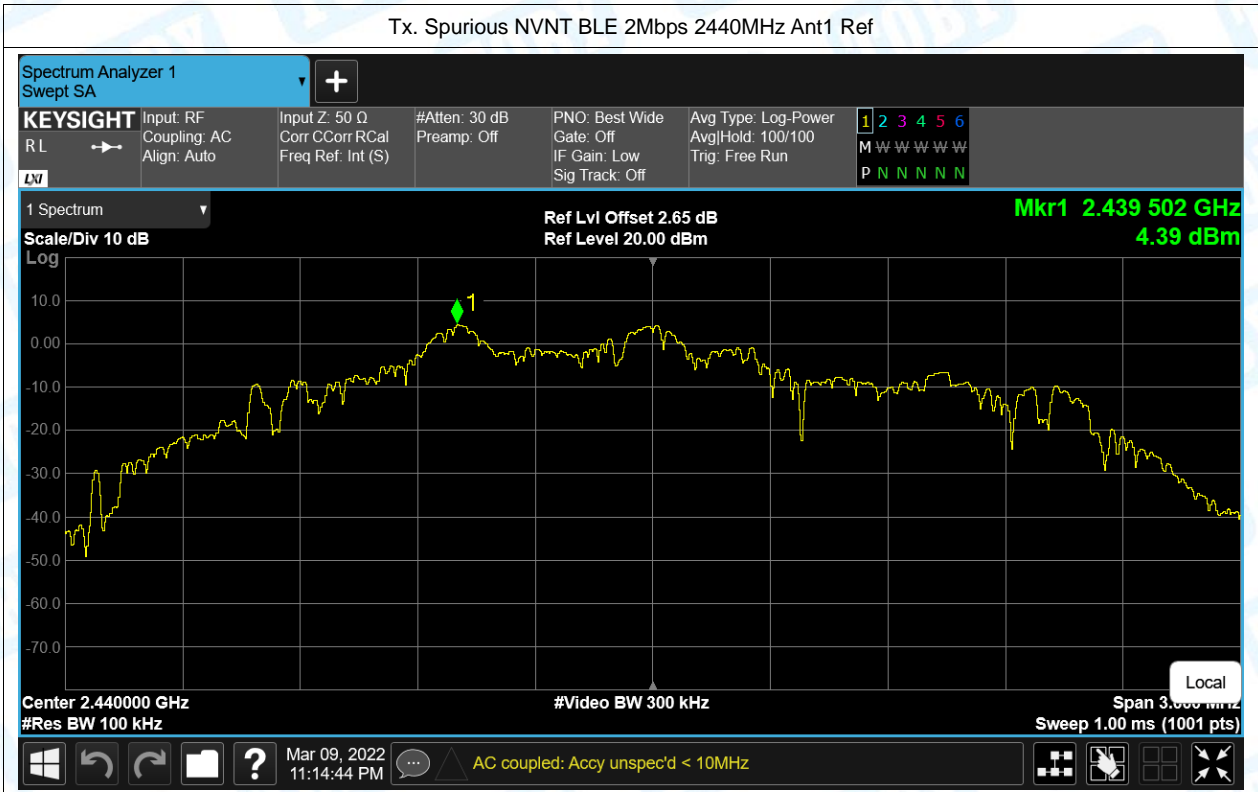 Tx. Spurious NVNT BLE 2Mbps 2440MHz Ant1 Ref
Spectrum Analyzer 1
Swept SA
KEYSIGHT
R L
LXI
Input: RF
Coupling: AC
Align: Auto
Input Z: 50 Ω
Corr CCorr RCal
Freq Ref: Int (S)
#Atten: 30 dB
Preamp: Off
PNO: Best Wide
Gate: Off
IF Gain: Low
Sig Track: Off
Avg Type: Log-Power
Avg|Hold: 100/100
Trig: Free Run
1 2 3 4 5 6
M W W W W W W
P N N N N N
1 Spectrum
Scale/Div 10 dB
Ref Lvl Offset 2.65 dB
Ref Level 20.00 dBm
Mkr1 2.439 502 GHz
4.39 dBm
Log
10.0
0.00
-10.0
-20.0
-30.0
-40.0
-50.0
-60.0
-70.0
1
Local
Center 2.440000 GHz
#Res BW 100 kHz
#Video BW 300 kHz
Span 3.000 MHz
Sweep 1.00 ms (1001 pts)
?
Mar 09, 2022
11:14:44 PM
AC coupled: Accy unspec'd < 10MHz